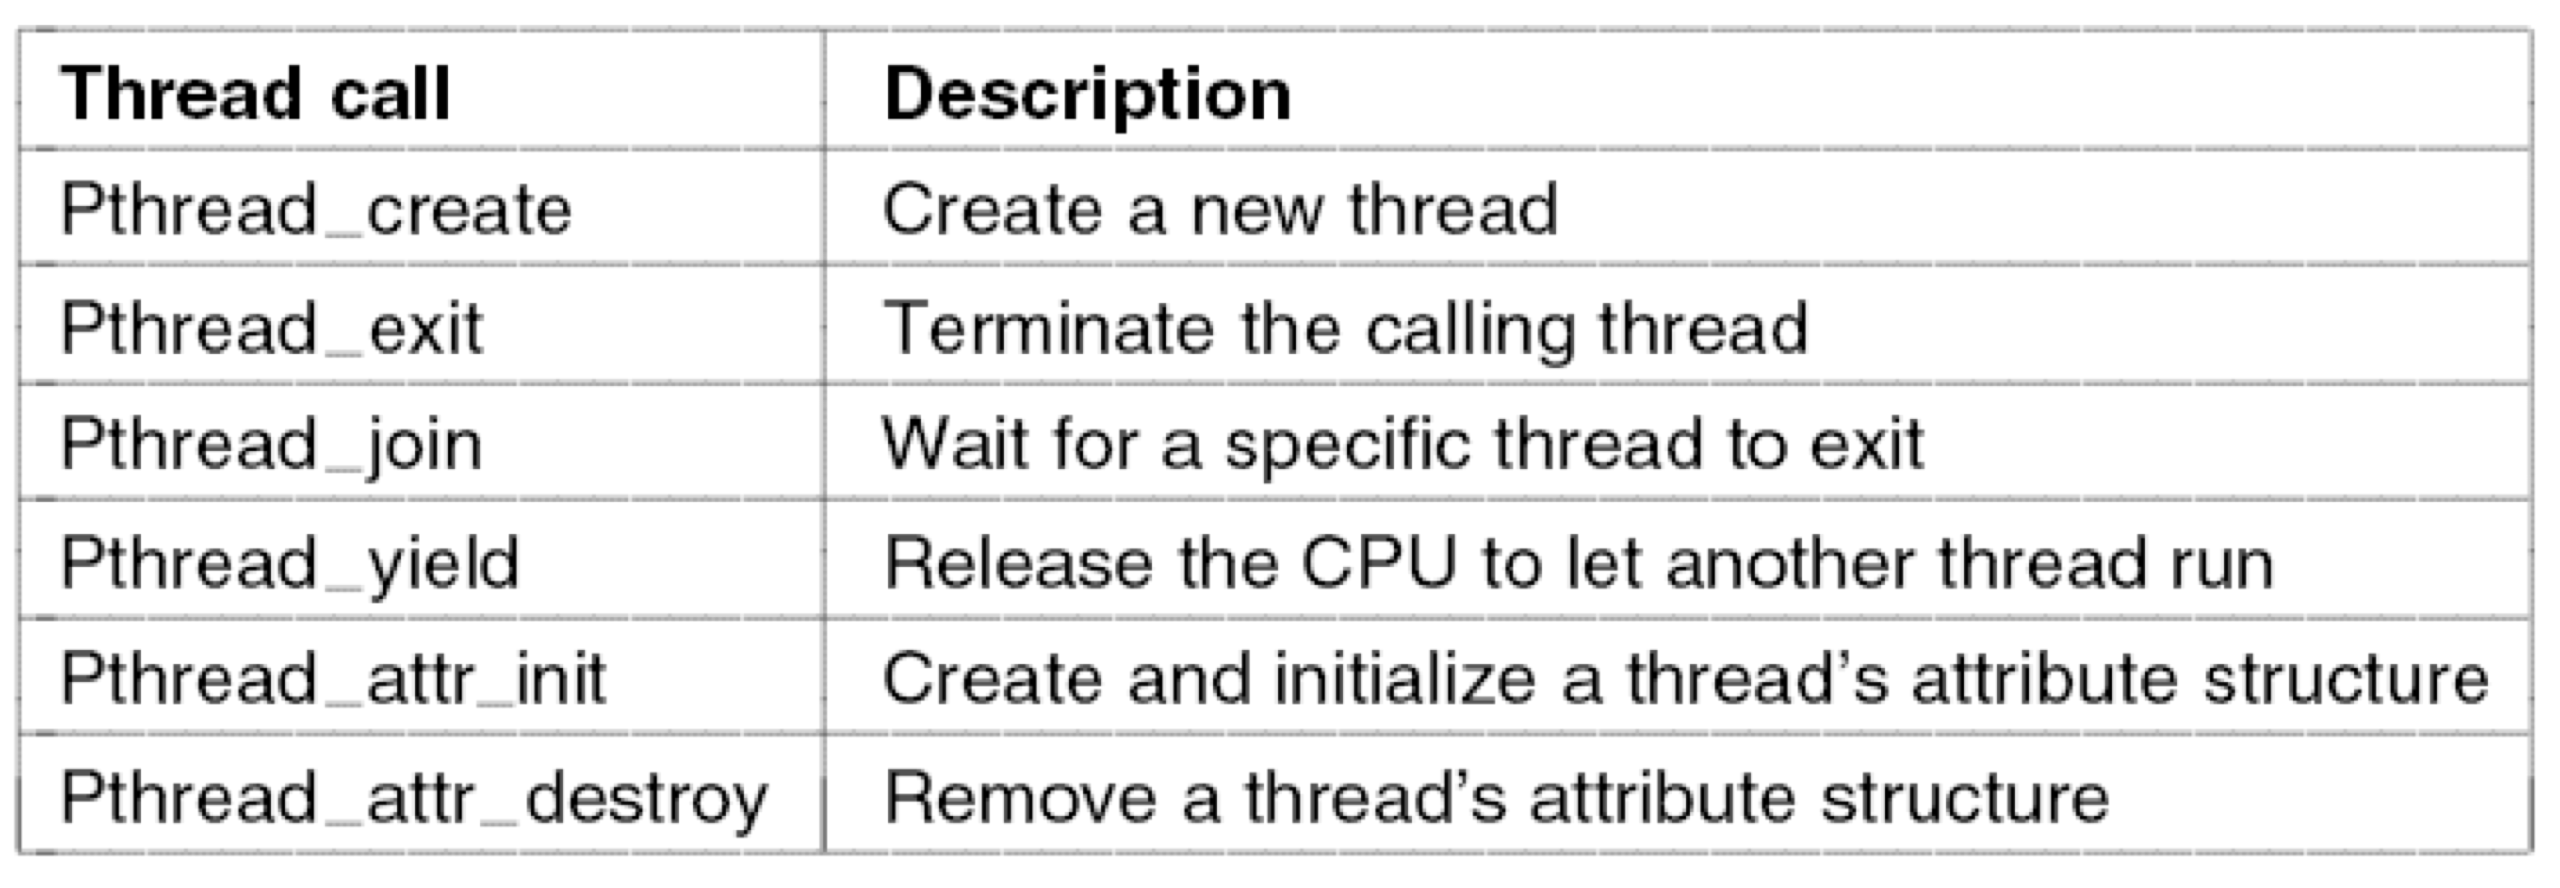 Thread call Description
Pthread_create Create a new thread
Pthread_exit Terminate the calling thread
Pthread_join Wait for a specific thread to exit
Pthread_yield Release the CPU to let another thread run
Pthread_attr_init Create and initialize a thread’s attribute structure
Pthread_attr_destroy Remove a thread’s attribute structure